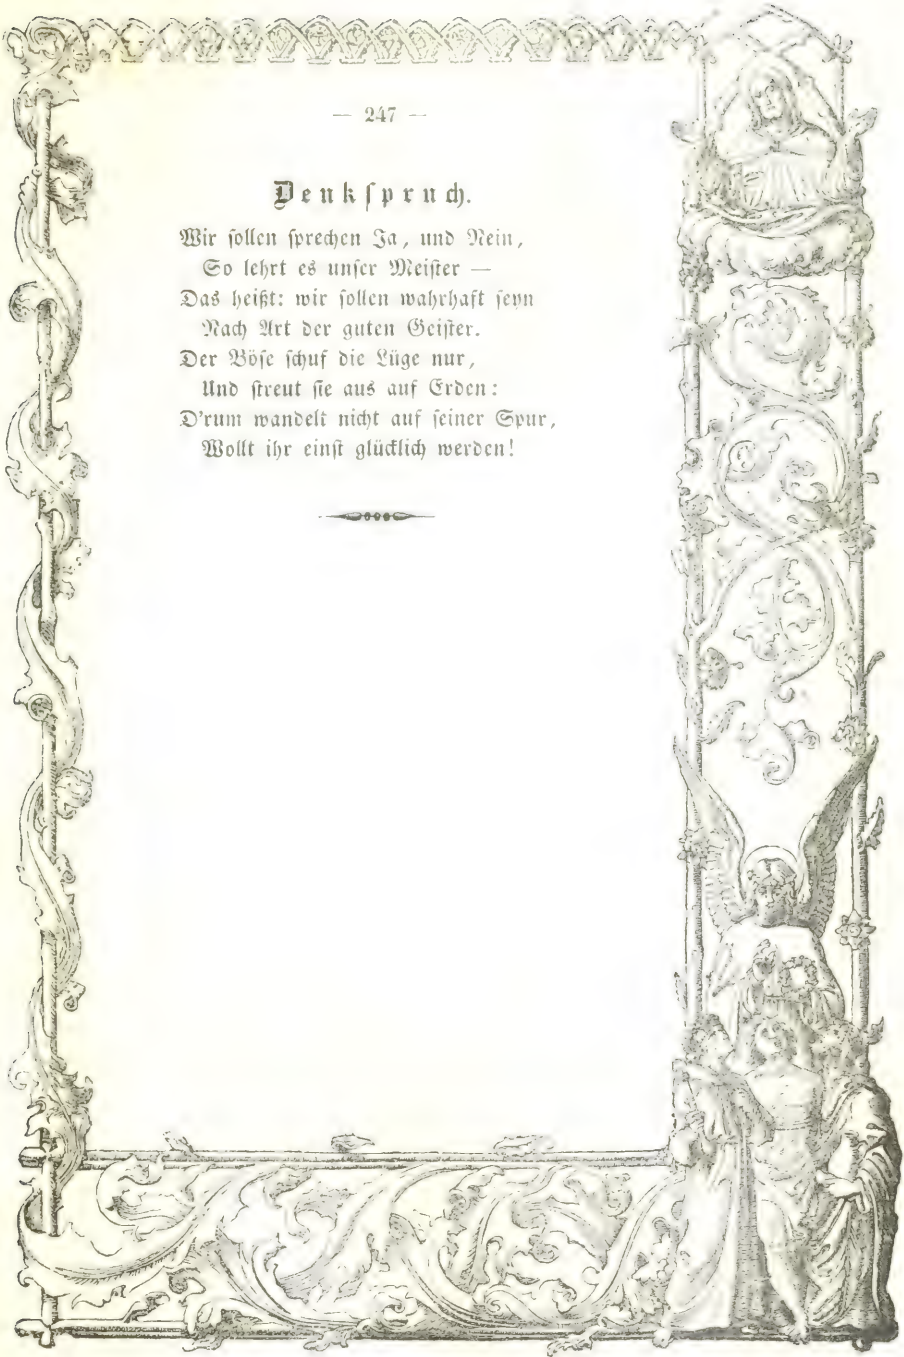 — 247 —
Denkſpruch.
Wir ſollen ſprechen Ja, und Nein,
So lehrt es unſer Meiſter —
Das heißt: wir ſollen wahrhaft ſeyn
Nach Art der guten Geiſter.
Der Böſe ſchuf die Lüge nur,
Und ſtreut ſie aus auf Erden:
D'rum wandelt nicht auf ſeiner Spur,
Wollt ihr einſt glücklich werden!